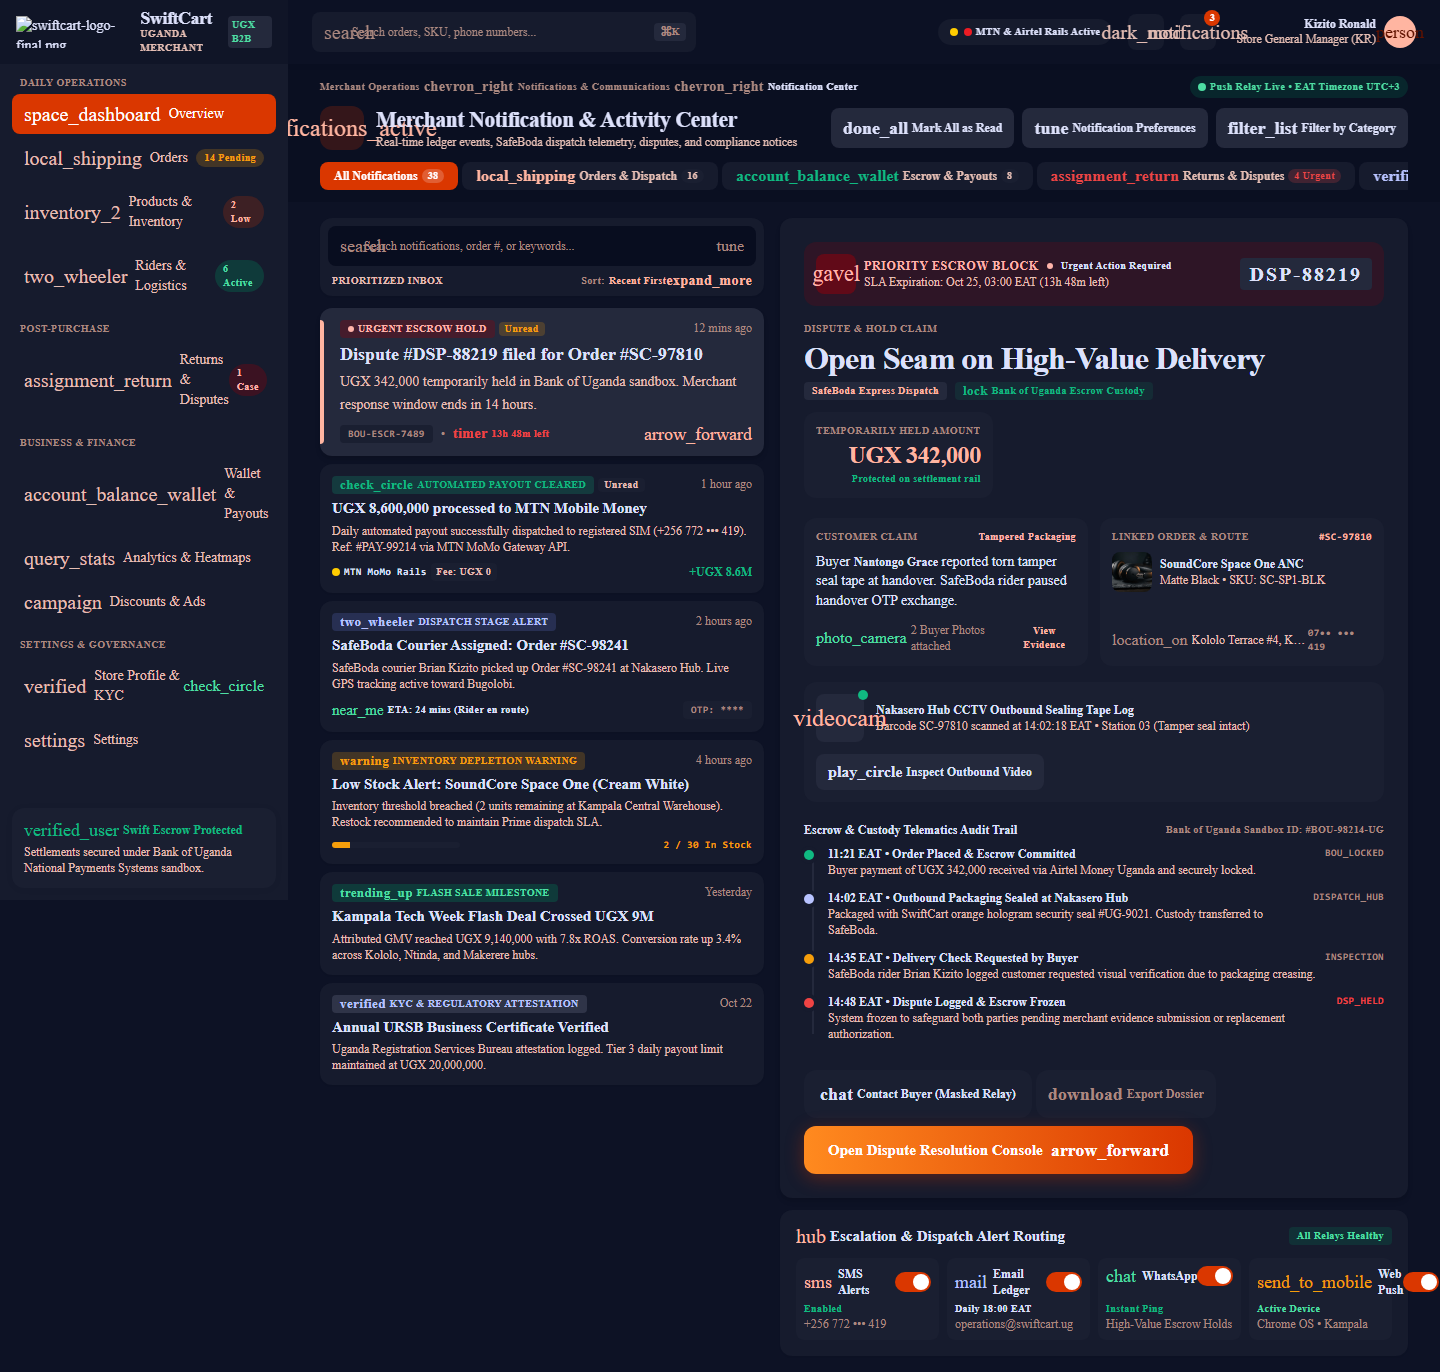 swiftcart-logo-final.png
SwiftCart
UGANDA MERCHANT
UGX B2B
search
Search orders, SKU, phone numbers...
⌘K
MTN & Airtel Rails Active
dark_mode
notifications
3
Kizito Ronald
Store General Manager (KR)
person
DAILY OPERATIONS
space_dashboard Overview
local_shipping Orders 14 Pending
inventory_2 Products & Inventory 2 Low
two_wheeler Riders & Logistics 6 Active
POST-PURCHASE
assignment_return Returns & Disputes 1 Case
BUSINESS & FINANCE
account_balance_wallet Wallet & Payouts
query_stats Analytics & Heatmaps
campaign Discounts & Ads
SETTINGS & GOVERNANCE
verified Store Profile & KYC check_circle
settings Settings
verified_user Swift Escrow Protected
Settlements secured under Bank of Uganda
National Payments Systems sandbox.
Merchant Operations chevron_right Notifications & Communications chevron_right Notification Center
Push Relay Live • EAT Timezone UTC+3
fications_active
Merchant Notification & Activity Center
Real-time ledger events, SafeBoda dispatch telemetry, disputes, and compliance notices
done_all Mark All as Read
tune Notification Preferences
filter_list Filter by Category
All Notifications 38
local_shipping Orders & Dispatch 16
account_balance_wallet Escrow & Payouts 8
assignment_return Returns & Disputes 4 Urgent
verifi
search
Search notifications, order #, or keywords...
tune
PRIORITIZED INBOX
Sort: Recent First expand_more
URGENT ESCROW HOLD Unread 12 mins ago
Dispute #DSP-88219 filed for Order #SC-97810
UGX 342,000 temporarily held in Bank of Uganda sandbox. Merchant
response window ends in 14 hours.
BOU-ESCR-7489 • timer 13h 48m left arrow_forward
check_circle AUTOMATED PAYOUT CLEARED Unread 1 hour ago
UGX 8,600,000 processed to MTN Mobile Money
Daily automated payout successfully dispatched to registered SIM (+256 772 ••• 419).
Ref: #PAY-99214 via MTN MoMo Gateway API.
MTN MoMo Rails Fee: UGX 0 +UGX 8.6M
two_wheeler DISPATCH STAGE ALERT 2 hours ago
SafeBoda Courier Assigned: Order #SC-98241
SafeBoda courier Brian Kizito picked up Order #SC-98241 at Nakasero Hub. Live
GPS tracking active toward Bugolobi.
near_me ETA: 24 mins (Rider en route) OTP: ****
warning INVENTORY DEPLETION WARNING 4 hours ago
Low Stock Alert: SoundCore Space One (Cream White)
Inventory threshold breached (2 units remaining at Kampala Central Warehouse).
Restock recommended to maintain Prime dispatch SLA.
2 / 30 In Stock
trending_up FLASH SALE MILESTONE Yesterday
Kampala Tech Week Flash Deal Crossed UGX 9M
Attributed GMV reached UGX 9,140,000 with 7.8x ROAS. Conversion rate up 3.4%
across Kololo, Ntinda, and Makerere hubs.
verified KYC & REGULATORY ATTESTATION Oct 22
Annual URSB Business Certificate Verified
Uganda Registration Services Bureau attestation logged. Tier 3 daily payout limit
maintained at UGX 20,000,000.
gavel
PRIORITY ESCROW BLOCK • Urgent Action Required
SLA Expiration: Oct 25, 03:00 EAT (13h 48m left)
DSP-88219
DISPUTE & HOLD CLAIM
Open Seam on High-Value Delivery
SafeBoda Express Dispatch
lock Bank of Uganda Escrow Custody
TEMPORARILY HELD AMOUNT
UGX 342,000
Protected on settlement rail
CUSTOMER CLAIM Tampered Packaging
Buyer Nantongo Grace reported torn tamper
seal tape at handover. SafeBoda rider paused
handover OTP exchange.
photo_camera 2 Buyer Photos attached View Evidence
LINKED ORDER & ROUTE #SC-97810
SoundCore Space One ANC
Matte Black • SKU: SC-SP1-BLK
location_on Kololo Terrace #4, K... 07•• ••• 419
videocam
Nakasero Hub CCTV Outbound Sealing Tape Log
Barcode SC-97810 scanned at 14:02:18 EAT • Station 03 (Tamper seal intact)
play_circle Inspect Outbound Video
Escrow & Custody Telematics Audit Trail
Bank of Uganda Sandbox ID: #BOU-98214-UG
11:21 EAT • Order Placed & Escrow Committed BOU_LOCKED
Buyer payment of UGX 342,000 received via Airtel Money Uganda and securely locked.
14:02 EAT • Outbound Packaging Sealed at Nakasero Hub DISPATCH_HUB
Packaged with SwiftCart orange hologram security seal #UG-9021. Custody transferred to
SafeBoda.
14:35 EAT • Delivery Check Requested by Buyer INSPECTION
SafeBoda rider Brian Kizito logged customer requested visual verification due to packaging creasing.
14:48 EAT • Dispute Logged & Escrow Frozen DSP_HELD
System frozen to safeguard both parties pending merchant evidence submission or replacement
authorization.
chat Contact Buyer (Masked Relay)
download Export Dossier
Open Dispute Resolution Console arrow_forward
hub Escalation & Dispatch Alert Routing
All Relays Healthy
sms SMS Alerts
Enabled
+256 772 ••• 419
mail Email Ledger
Daily 18:00 EAT
operations@swiftcart.ug
chat WhatsApp
Instant Ping
High-Value Escrow Holds
send_to_mobile Web Push
Active Device
Chrome OS • Kampala